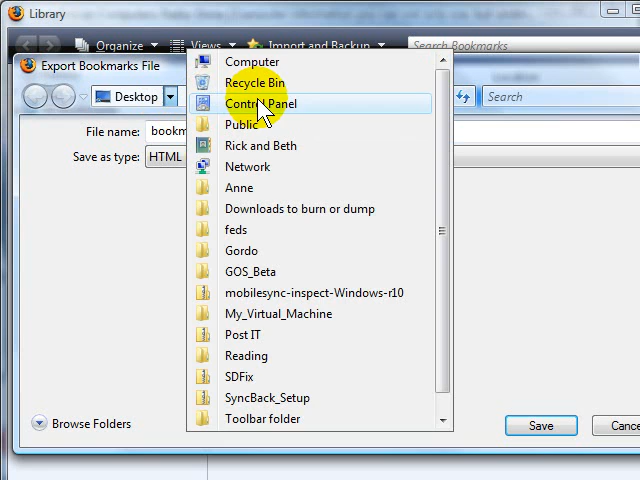 Library
Organize Views Import and Backup Search Bookmarks
Export Bookmarks File
Desktop Search
File name: bookm
Save as type: HTML
Computer
Recycle Bin
Control Panel
Public
Rick and Beth
Network
Anne
Downloads to burn or dump
feds
Gordo
GOS_Beta
mobilesync-inspect-Windows-r10
My_Virtual_Machine
Post IT
Reading
SDFix
SyncBack_Setup
Toolbar folder
Browse Folders Save Cance